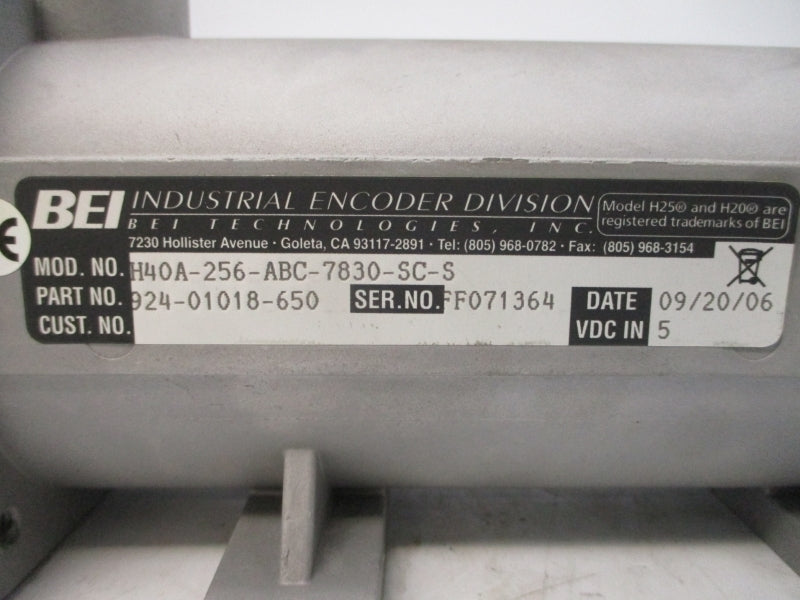 BEI INDUSTRIAL ENCODER DIVISION
BEI TECHNOLOGIES, INC.
Model H25® and H20® are
registered trademarks of BEI
7230 Hollister Avenue · Goleta, CA 93117-2891 · Tel: (805) 968-0782 · Fax: (805) 968-3154
CE
MOD. NO. H40A-256-ABC-7830-SC-S
PART NO. 924-01018-650 SER.NO. FF071364 DATE 09/20/06
CUST. NO. VDC IN 5